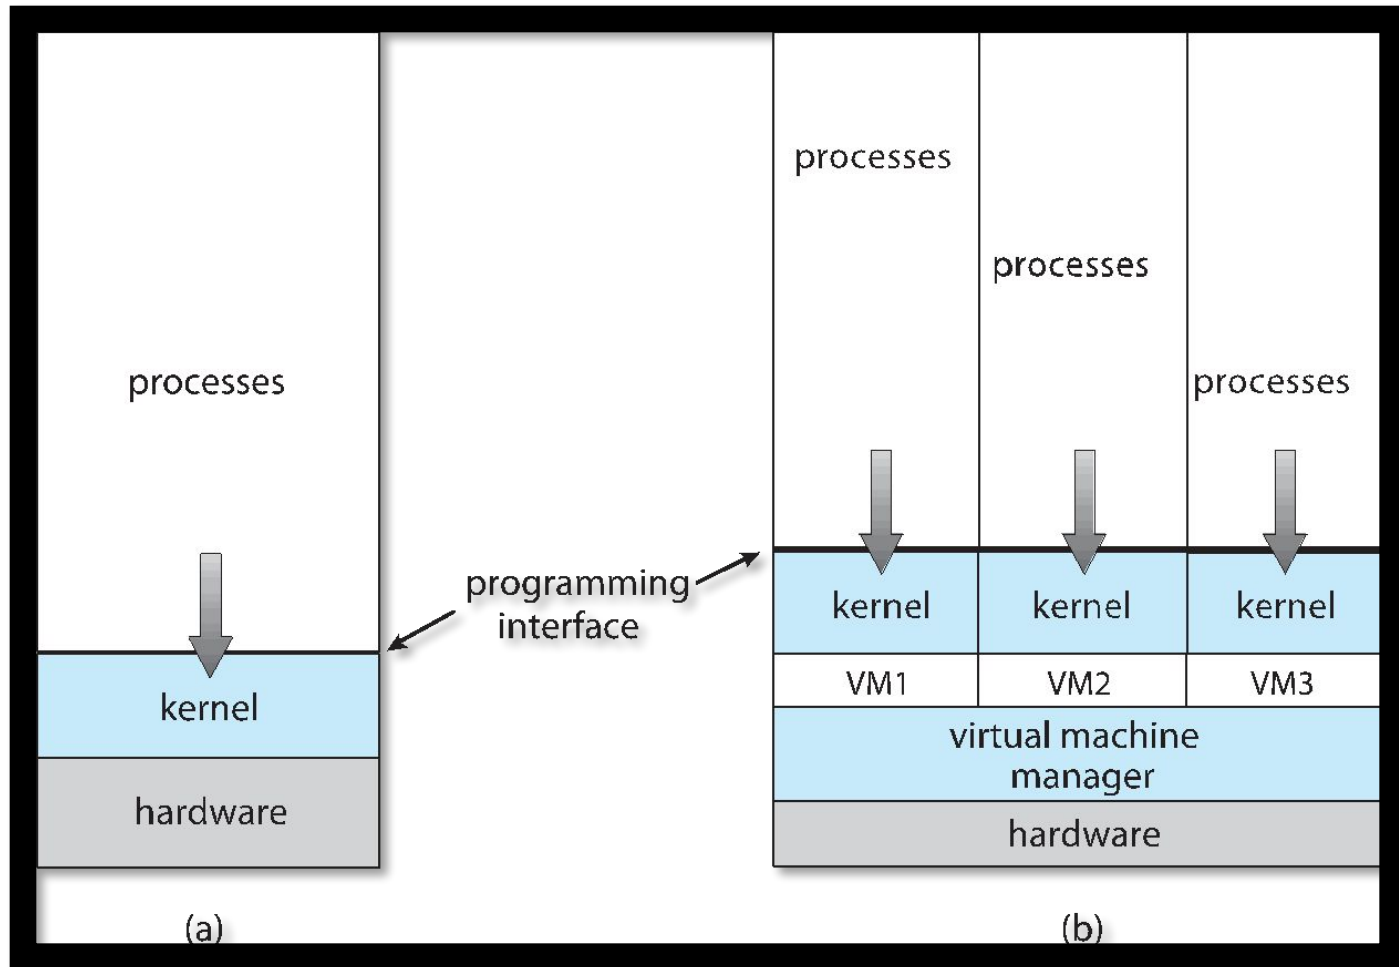 processes
kernel
hardware
(a)
programming
interface
processes
processes
processes
kernel
kernel
kernel
VM1
VM2
VM3
virtual machine
manager
hardware
(b)